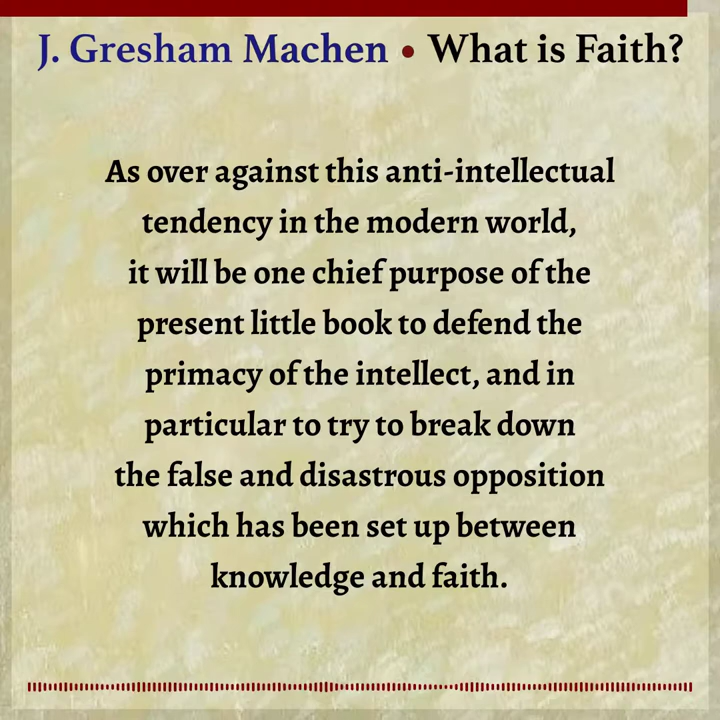 J. Gresham Machen • What is Faith?
As over against this anti-intellectual
tendency in the modern world,
it will be one chief purpose of the
present little book to defend the
primacy of the intellect, and in
particular to try to break down
the false and disastrous opposition
which has been set up between
knowledge and faith.